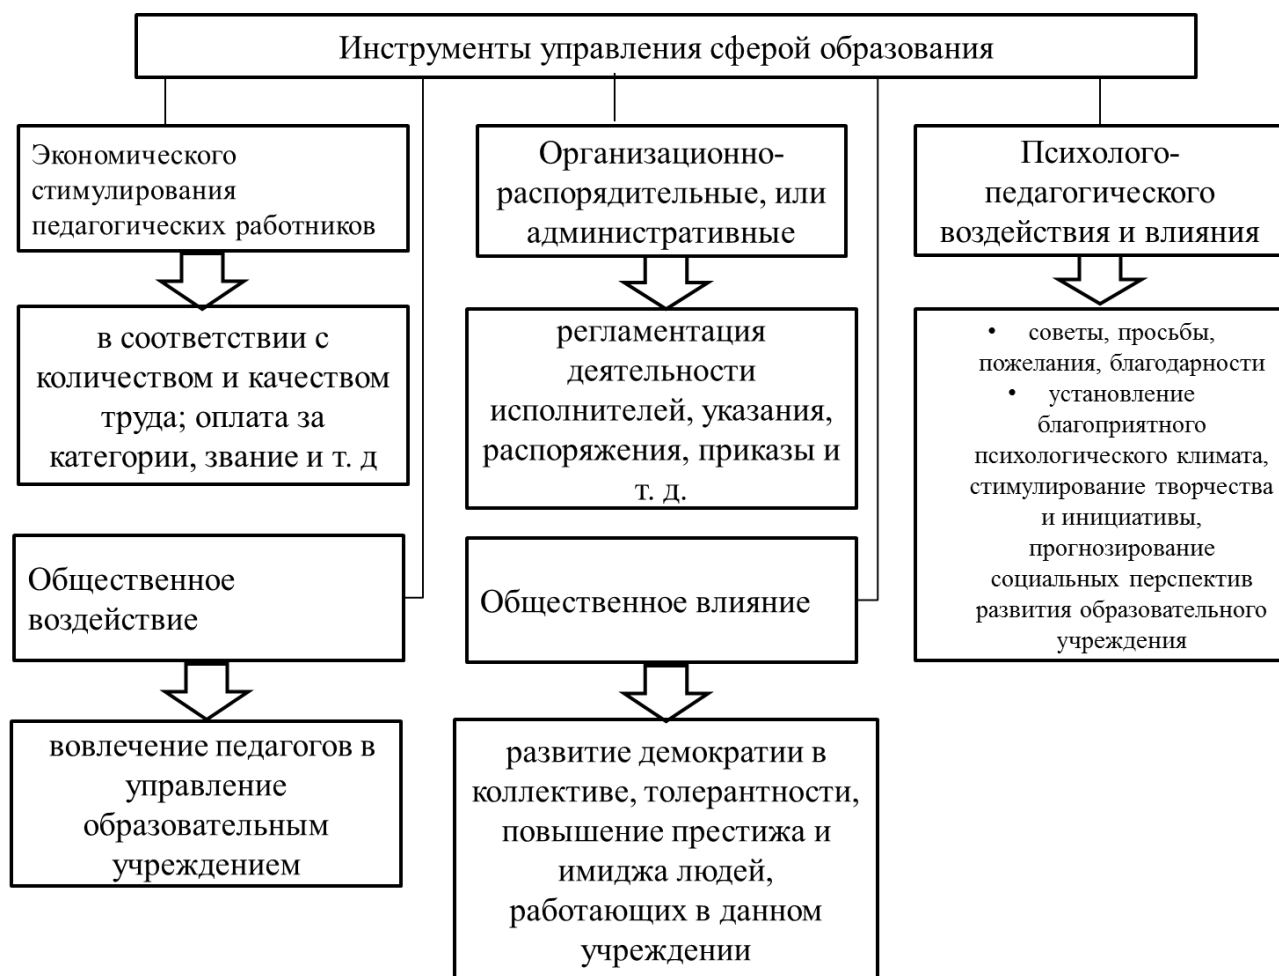 Инструменты управления сферой образования
Экономического
стимулирования
педагогических работников
Организационно-
распорядительные, или
административные
Психолого-
педагогического
воздействия и влияния
в соответствии с
количеством и качеством
труда; оплата за
категории, звание и т. д
регламентация
деятельности
исполнителей, указания,
распоряжения, приказы и
т. д.
• советы, просьбы,
пожелания, благодарности
• установление
благоприятного
психологического климата,
стимулирование творчества
и инициативы,
прогнозирование
социальных перспектив
развития образовательного
учреждения
Общественное
воздействие
Общественное влияние
вовлечение педагогов в
управление
образовательным
учреждением
развитие демократии в
коллективе, толерантности,
повышение престижа и
имиджа людей,
работающих в данном
учреждении